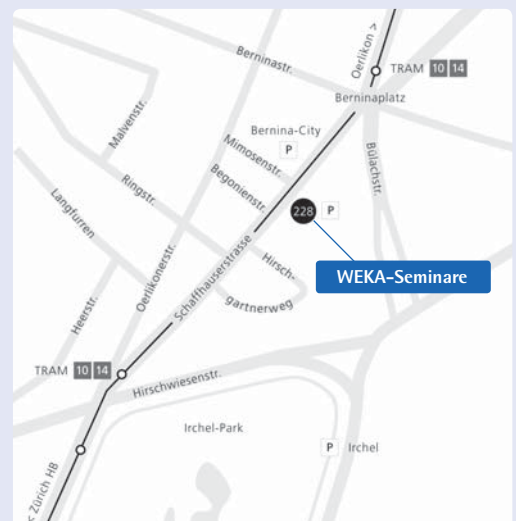 Oerlikon >
Berninastr.
TRAM 10 14
Berninaplatz
Malvenstr.
Bernina-City
P
Mimosenstr.
Bülachstr.
Begonienstr.
Ringstr.
Langfurren
228 P
Schaffhauserstrasse
Hirsch-
gartnerweg
WEKA-Seminare
Oerlikonerstr.
Heerstr.
TRAM 10 14
Hirschwiesenstr.
Irchel-Park
P Irchel
< Zürich HB